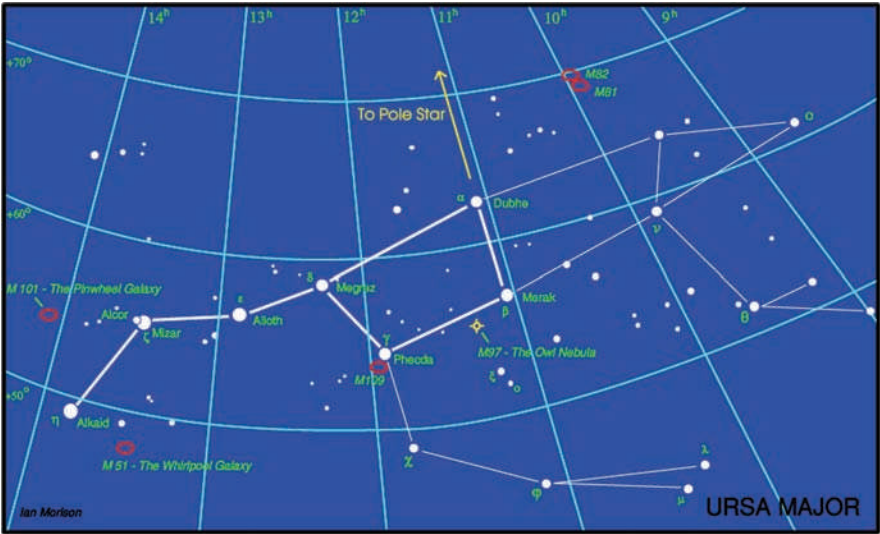 14h
13h
12h
11h
10h
9h
+70°
M82
M81
To Pole Star
ο
α
Dubhe
+60°
ν
M 101 - The Pinwheel Galaxy
δ
Megraz
ε
Alioth
Merak
β
θ
Alcor
ζ
Mizar
γ
Phecda
M97 - The Owl Nebula
M109
ξ
ο
+50°
η
Alkaid
χ
λ
M 51 - The Whirlpool Galaxy
φ
μ
Ian Morison
URSA MAJOR